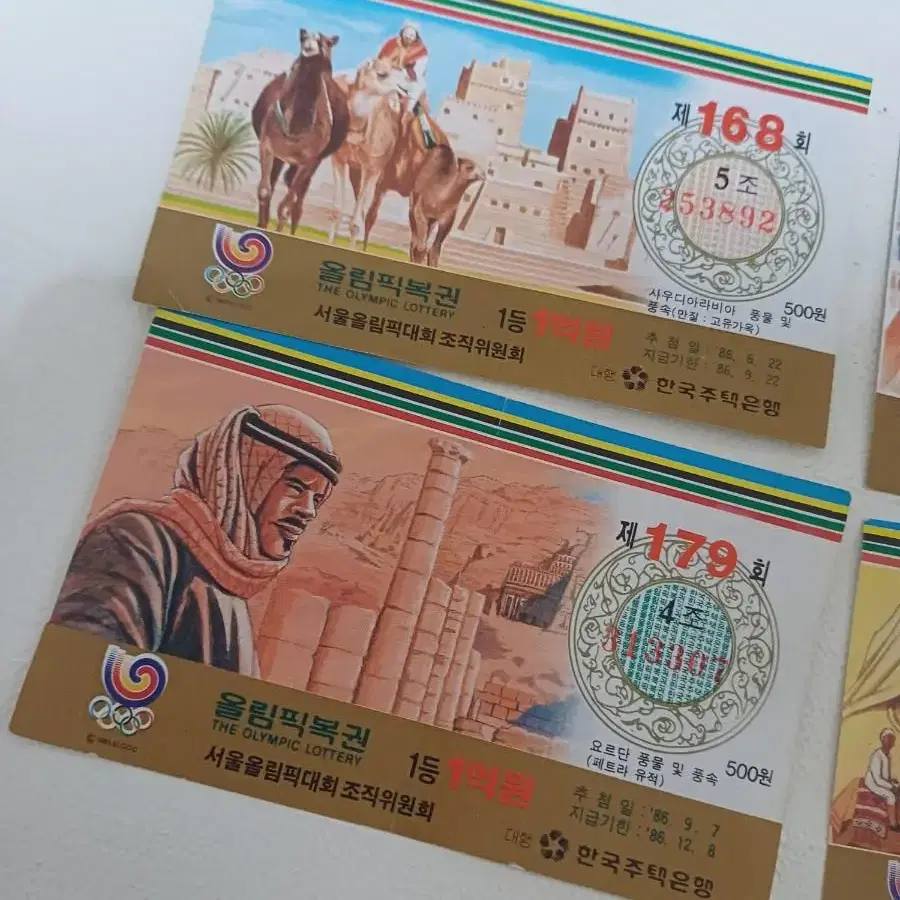 제168회
5조
253892
사우디아라비아 풍물 및
풍속(만질 : 고유가옥)
500원
올림픽복권
THE OLYMPIC LOTTERY
서울올림픽대회 조직위원회
1등 1억원
추첨일 : '86. 6. 22
지급기한 : '86. 9. 22
대행 한국주택은행
제179회
4조
313307
요르단 풍물 및 풍속
(페트라 유적)
500원
올림픽복권
THE OLYMPIC LOTTERY
서울올림픽대회 조직위원회
1등 1억원
추첨일 : '86. 9. 7
지급기한 : '86. 12. 8
대행 한국주택은행